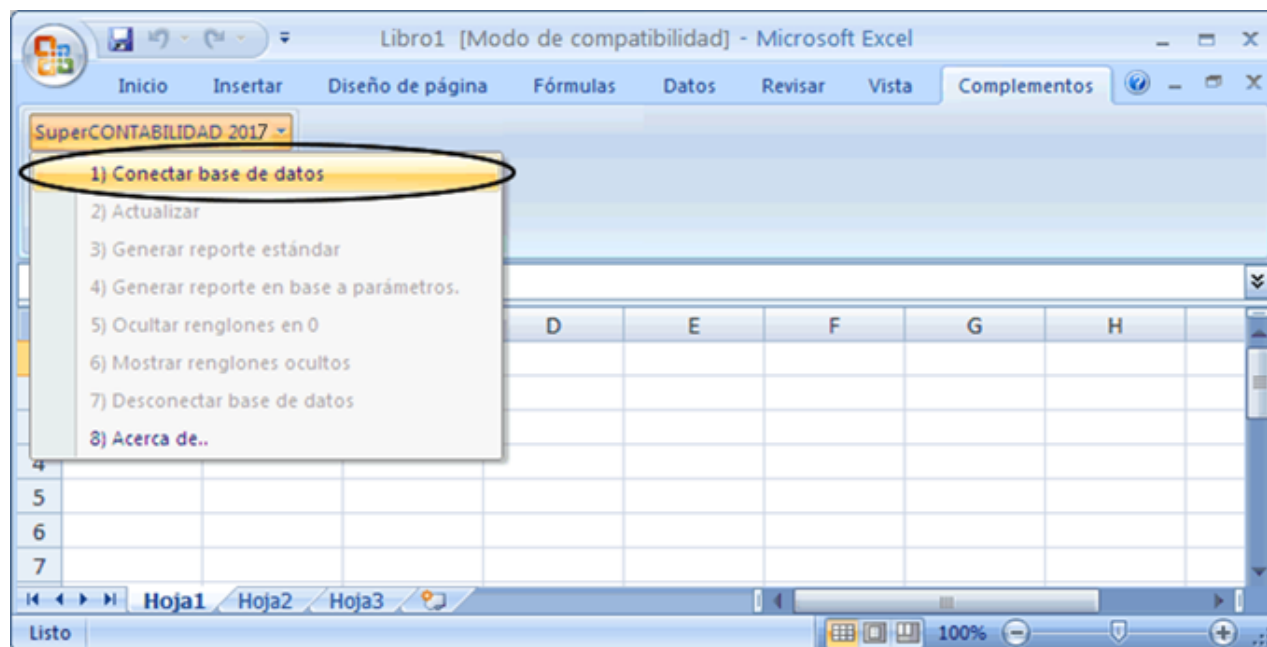 Libro1 [Modo de compatibilidad] - Microsoft Excel
Inicio Insertar Diseño de página Fórmulas Datos Revisar Vista Complementos
SuperCONTABILIDAD 2017
1) Conectar base de datos
2) Actualizar
3) Generar reporte estándar
4) Generar reporte en base a parámetros.
5) Ocultar renglones en 0
6) Mostrar renglones ocultos
7) Desconectar base de datos
8) Acerca de..
D E F G H
4
5
6
7
Hoja1 Hoja2 Hoja3
Listo 100%